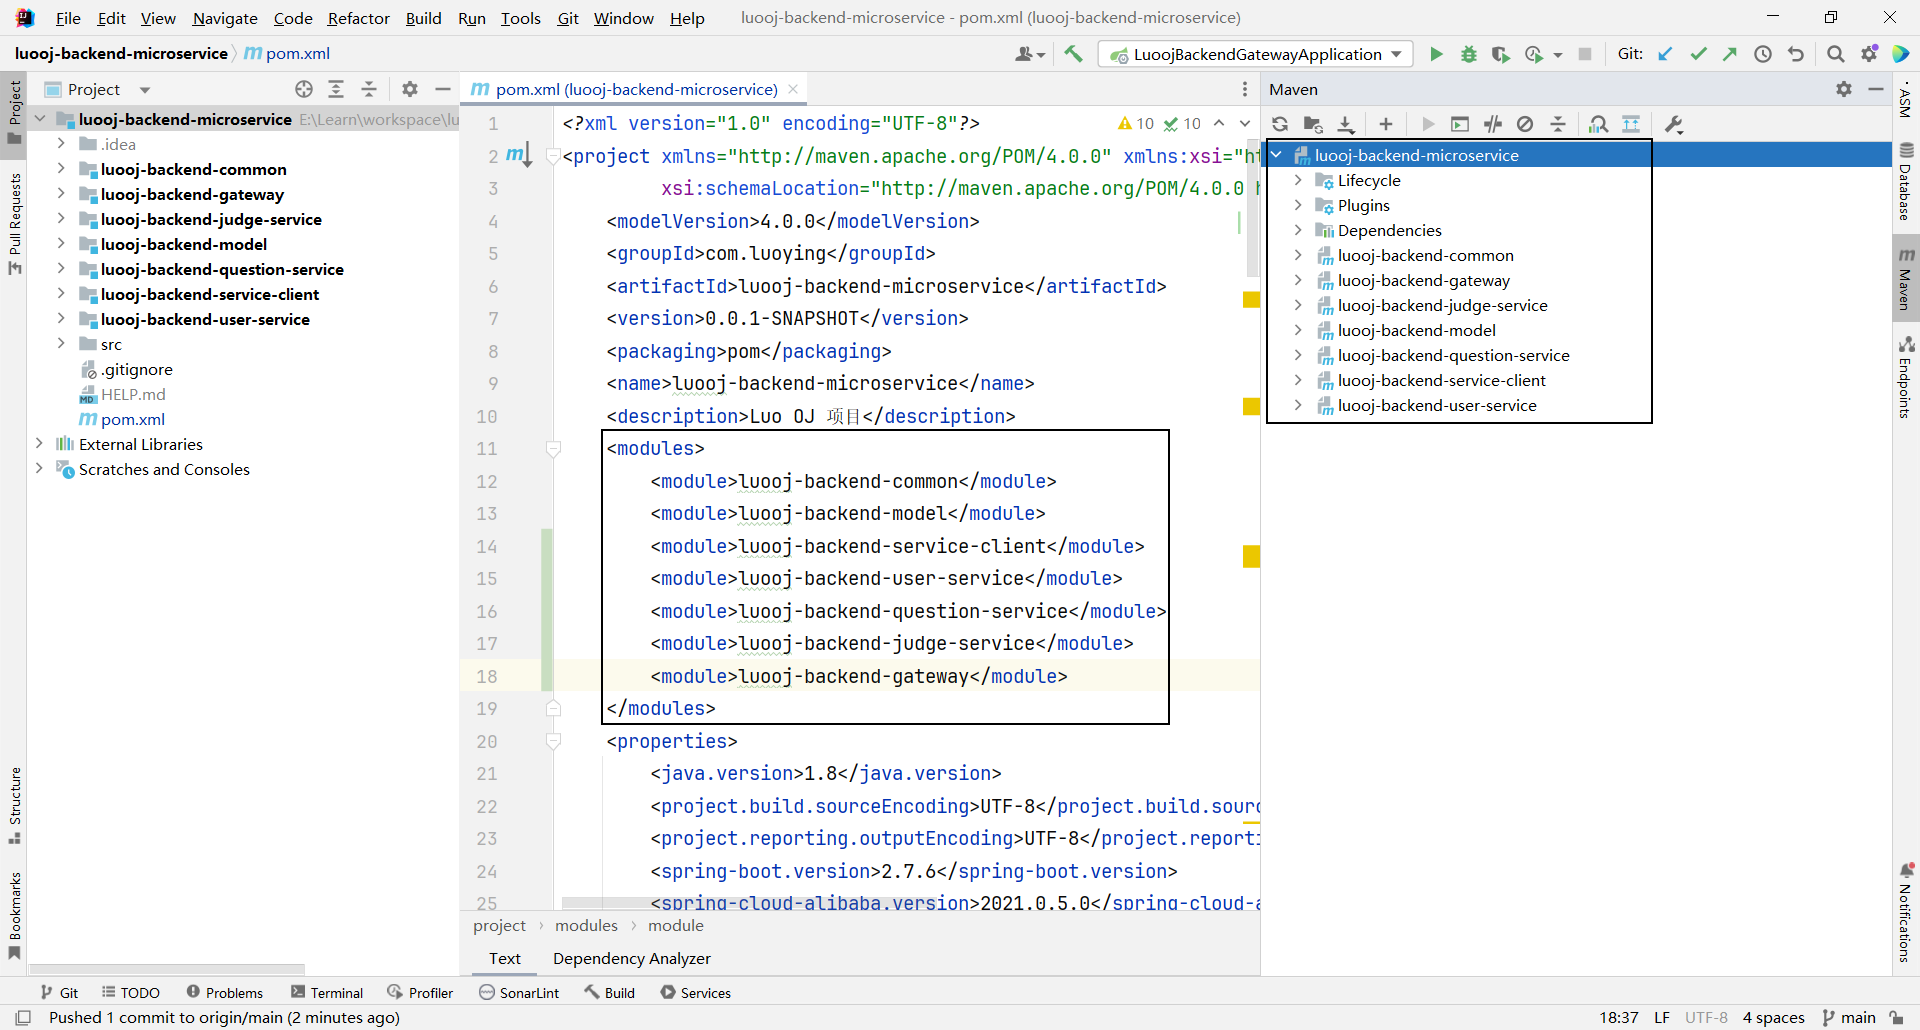 File Edit View Navigate Code Refactor Build Run Tools Git Window Help luooj-backend-microservice - pom.xml (luooj-backend-microservice)
luooj-backend-microservice pom.xml LuoojBackendGatewayApplication Git:
Project
pom.xml (luooj-backend-microservice)
Maven
Project
Pull Requests
Structure
Bookmarks
luooj-backend-microservice E:\Learn\workspace\lu
.idea
luooj-backend-common
luooj-backend-gateway
luooj-backend-judge-service
luooj-backend-model
luooj-backend-question-service
luooj-backend-service-client
luooj-backend-user-service
src
.gitignore
HELP.md
pom.xml
External Libraries
Scratches and Consoles
10 10
1 <?xml version="1.0" encoding="UTF-8"?>
2 <project xmlns="http://maven.apache.org/POM/4.0.0" xmlns:xsi="ht
3 xsi:schemaLocation="http://maven.apache.org/POM/4.0.0 h
4 <modelVersion>4.0.0</modelVersion>
5 <groupId>com.luoying</groupId>
6 <artifactId>luooj-backend-microservice</artifactId>
7 <version>0.0.1-SNAPSHOT</version>
8 <packaging>pom</packaging>
9 <name>luooj-backend-microservice</name>
10 <description>Luo OJ 项目</description>
11 <modules>
12 <module>luooj-backend-common</module>
13 <module>luooj-backend-model</module>
14 <module>luooj-backend-service-client</module>
15 <module>luooj-backend-user-service</module>
16 <module>luooj-backend-question-service</module>
17 <module>luooj-backend-judge-service</module>
18 <module>luooj-backend-gateway</module>
19 </modules>
20 <properties>
21 <java.version>1.8</java.version>
22 <project.build.sourceEncoding>UTF-8</project.build.sourc
23 <project.reporting.outputEncoding>UTF-8</project.reporti
24 <spring-boot.version>2.7.6</spring-boot.version>
25 <spring-cloud-alibaba.version>2021.0.5.0</spring-cloud-a
project modules module
Text Dependency Analyzer
luooj-backend-microservice
Lifecycle
Plugins
Dependencies
luooj-backend-common
luooj-backend-gateway
luooj-backend-judge-service
luooj-backend-model
luooj-backend-question-service
luooj-backend-service-client
luooj-backend-user-service
ASM
Database
Maven
Endpoints
Notifications
Git TODO Problems Terminal Profiler SonarLint Build Services
Pushed 1 commit to origin/main (2 minutes ago) 18:37 LF UTF-8 4 spaces main